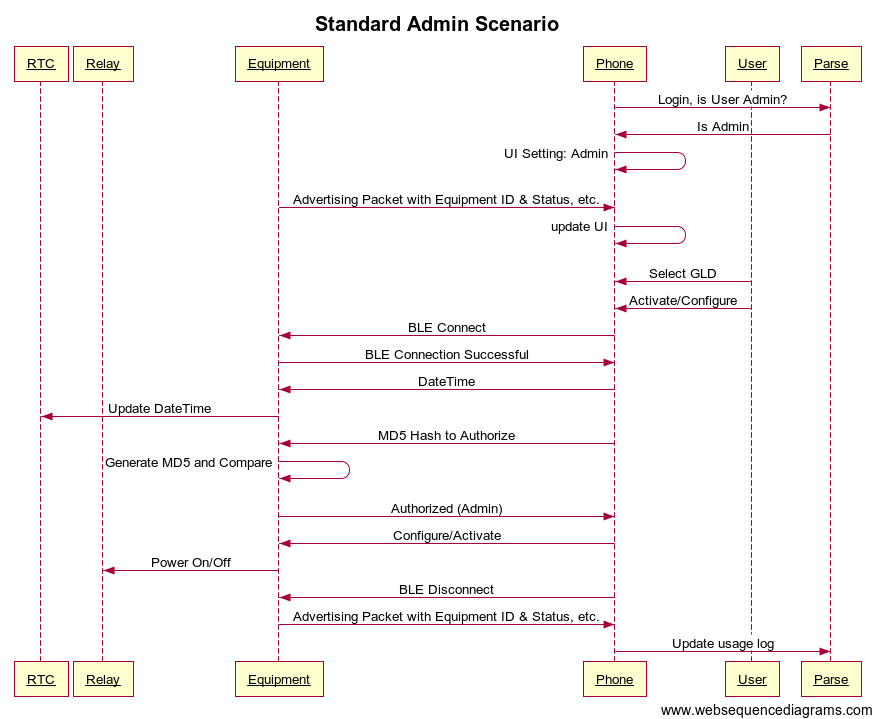 Standard Admin Scenario
RTC Relay Equipment Phone User Parse
Login, is User Admin?
Is Admin
UI Setting: Admin
Advertising Packet with Equipment ID & Status, etc.
update UI
Select GLD
Activate/Configure
BLE Connect
BLE Connection Successful
DateTime
Update DateTime
MD5 Hash to Authorize
Generate MD5 and Compare
Authorized (Admin)
Configure/Activate
Power On/Off
BLE Disconnect
Advertising Packet with Equipment ID & Status, etc.
Update usage log
RTC Relay Equipment Phone User Parse
www.websequencediagrams.com